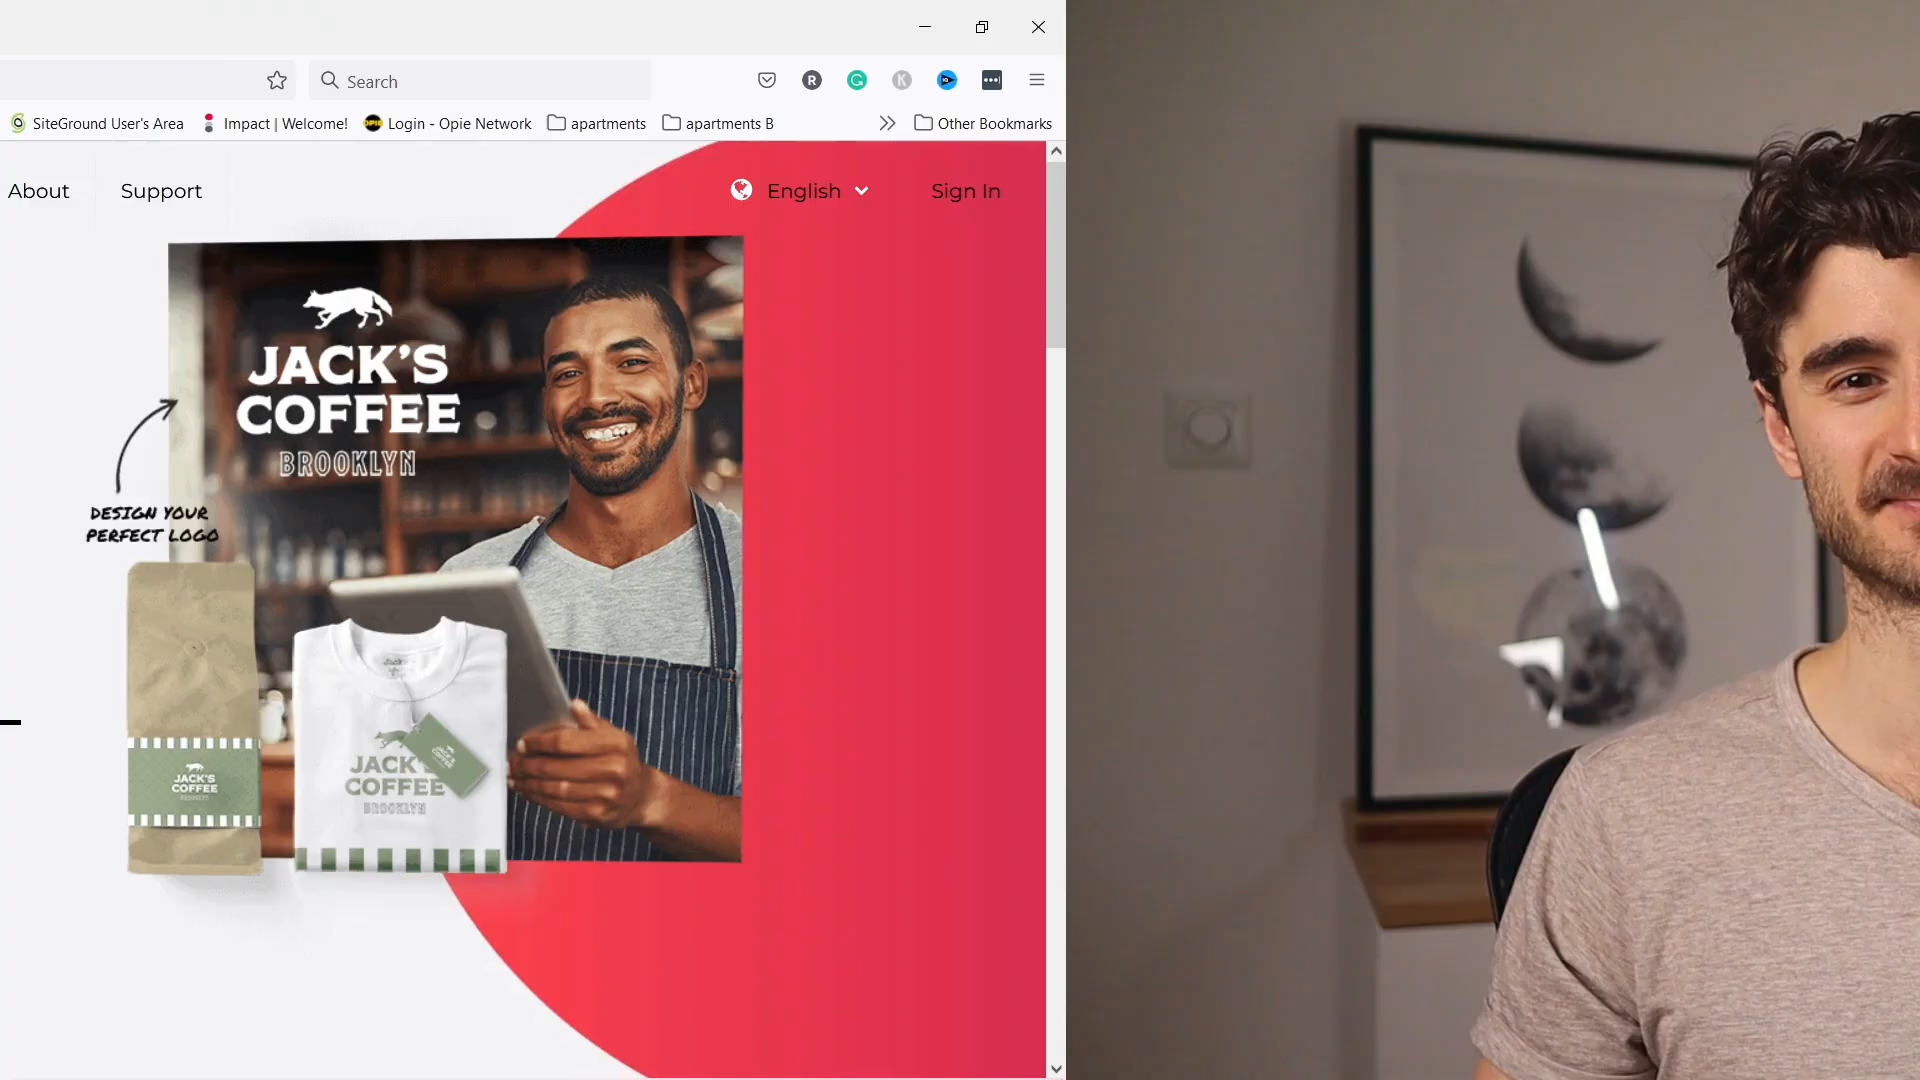 Search
SiteGround User's Area
Impact | Welcome!
Login - Opie Network
apartments
apartments B
Other Bookmarks
About
Support
English
Sign In
JACK'S
COFFEE
BROOKLYN
DESIGN YOUR
PERFECT LOGO
JACK'S
COFFEE
JACK'S
COFFEE
BROOKLYN